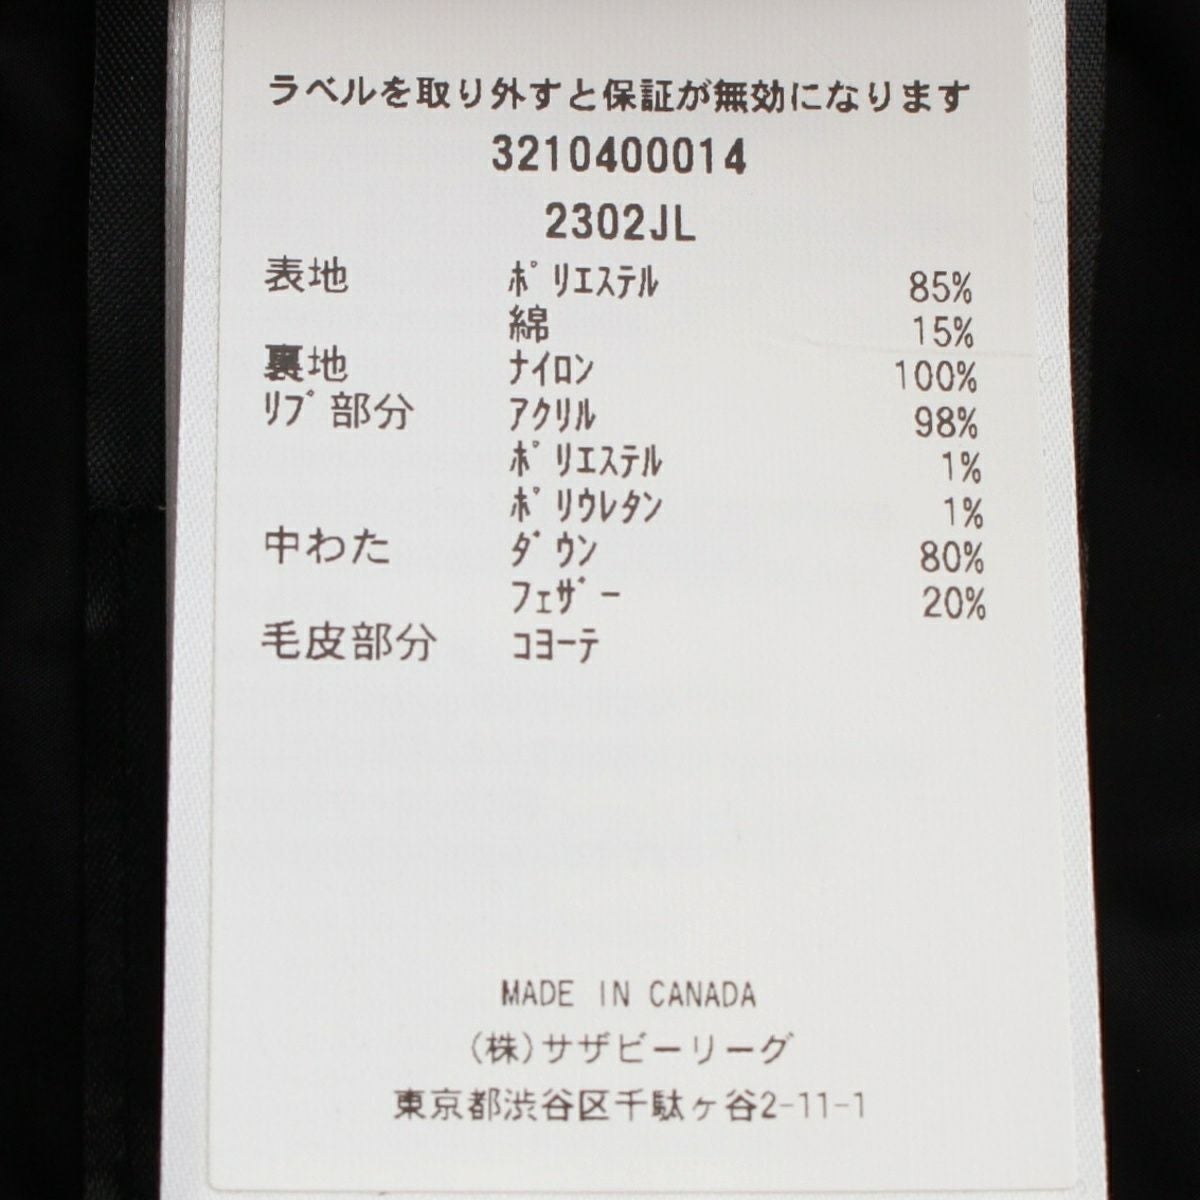 ラベルを取り外すと保証が無効になります
3210400014
2302JL
表地 ﾎﾟﾘｴｽﾃﾙ 85%
綿 15%
裏地 ﾅｲﾛﾝ 100%
ﾘﾌﾞ部分 ｱｸﾘﾙ 98%
ﾎﾟﾘｴｽﾃﾙ 1%
ﾎﾟﾘｳﾚﾀﾝ 1%
中わた ﾀﾞｳﾝ 80%
ﾌｪｻﾞｰ 20%
毛皮部分 ｺﾖｰﾃ
MADE IN CANADA
(株)サザビーリーグ
東京都渋谷区千駄ヶ谷2-11-1